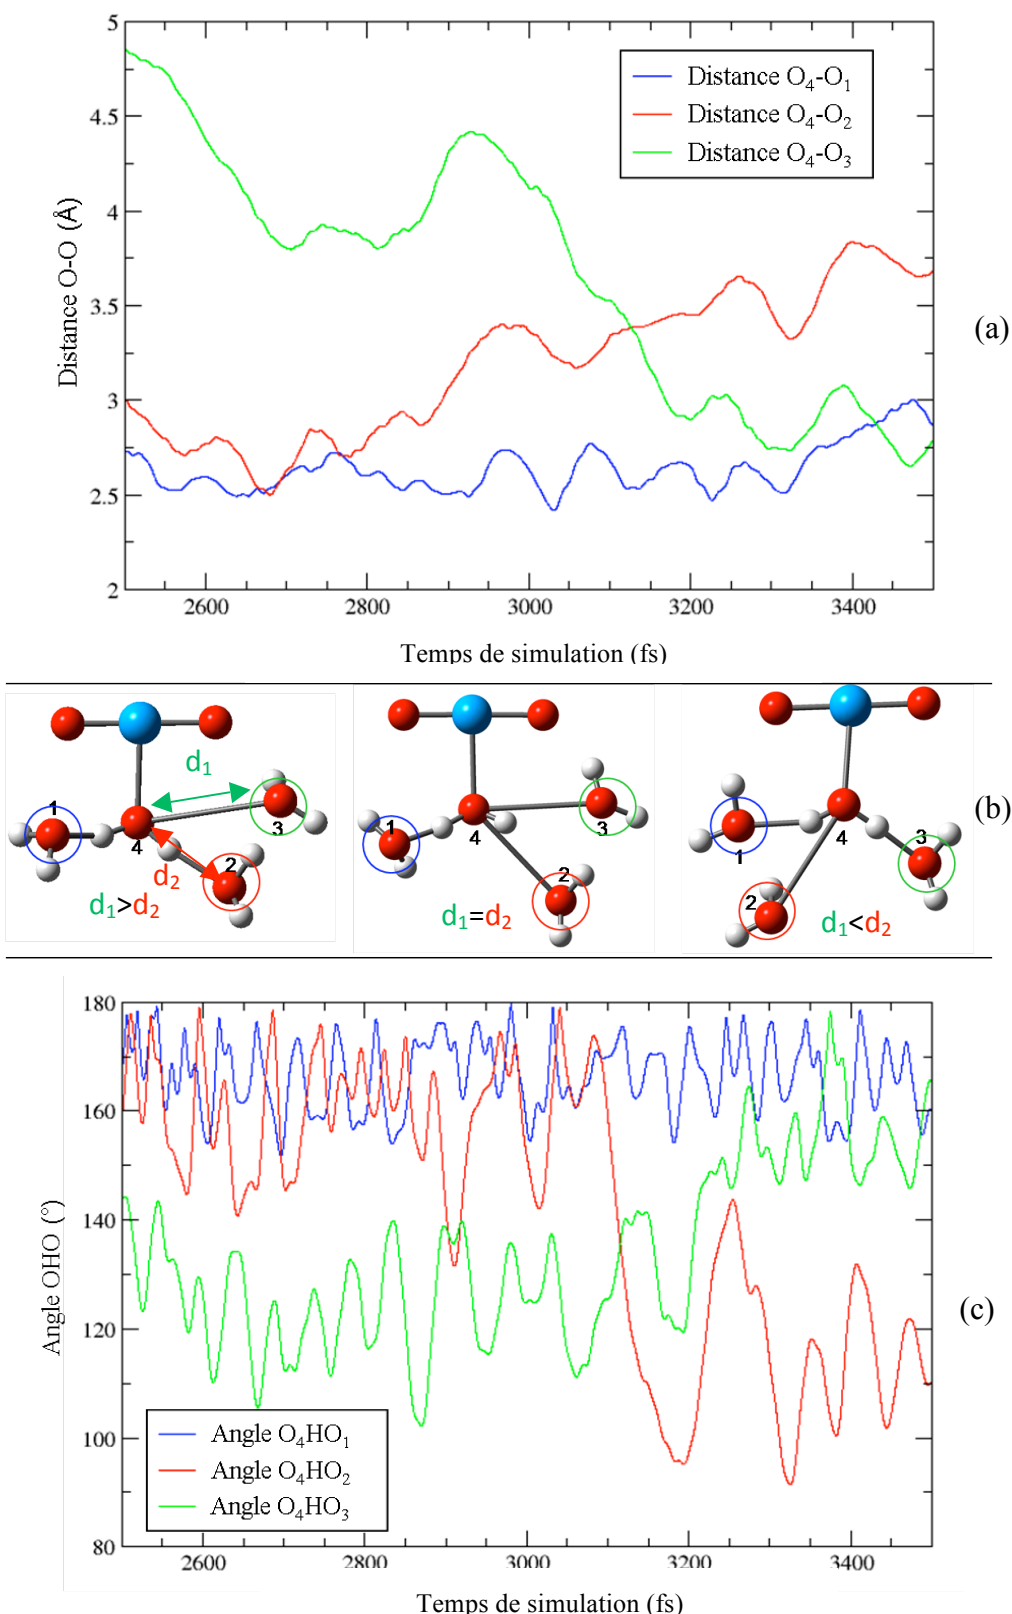 5
4.5
4
3.5
3
2.5
2
Distance O-O (Å)
Distance O₄-O₁
Distance O₄-O₂
Distance O₄-O₃
(a)
2600 2800 3000 3200 3400
Temps de simulation (fs)
d₁
1
4
3
d₂
2
d₁>d₂
1
4
3
2
d₁=d₂
1
4
3
2
d₁<d₂
(b)
180
160
140
120
100
80
Angle OHO (°)
(c)
Angle O₄HO₁
Angle O₄HO₂
Angle O₄HO₃
2600 2800 3000 3200 3400
Temps de simulation (fs)